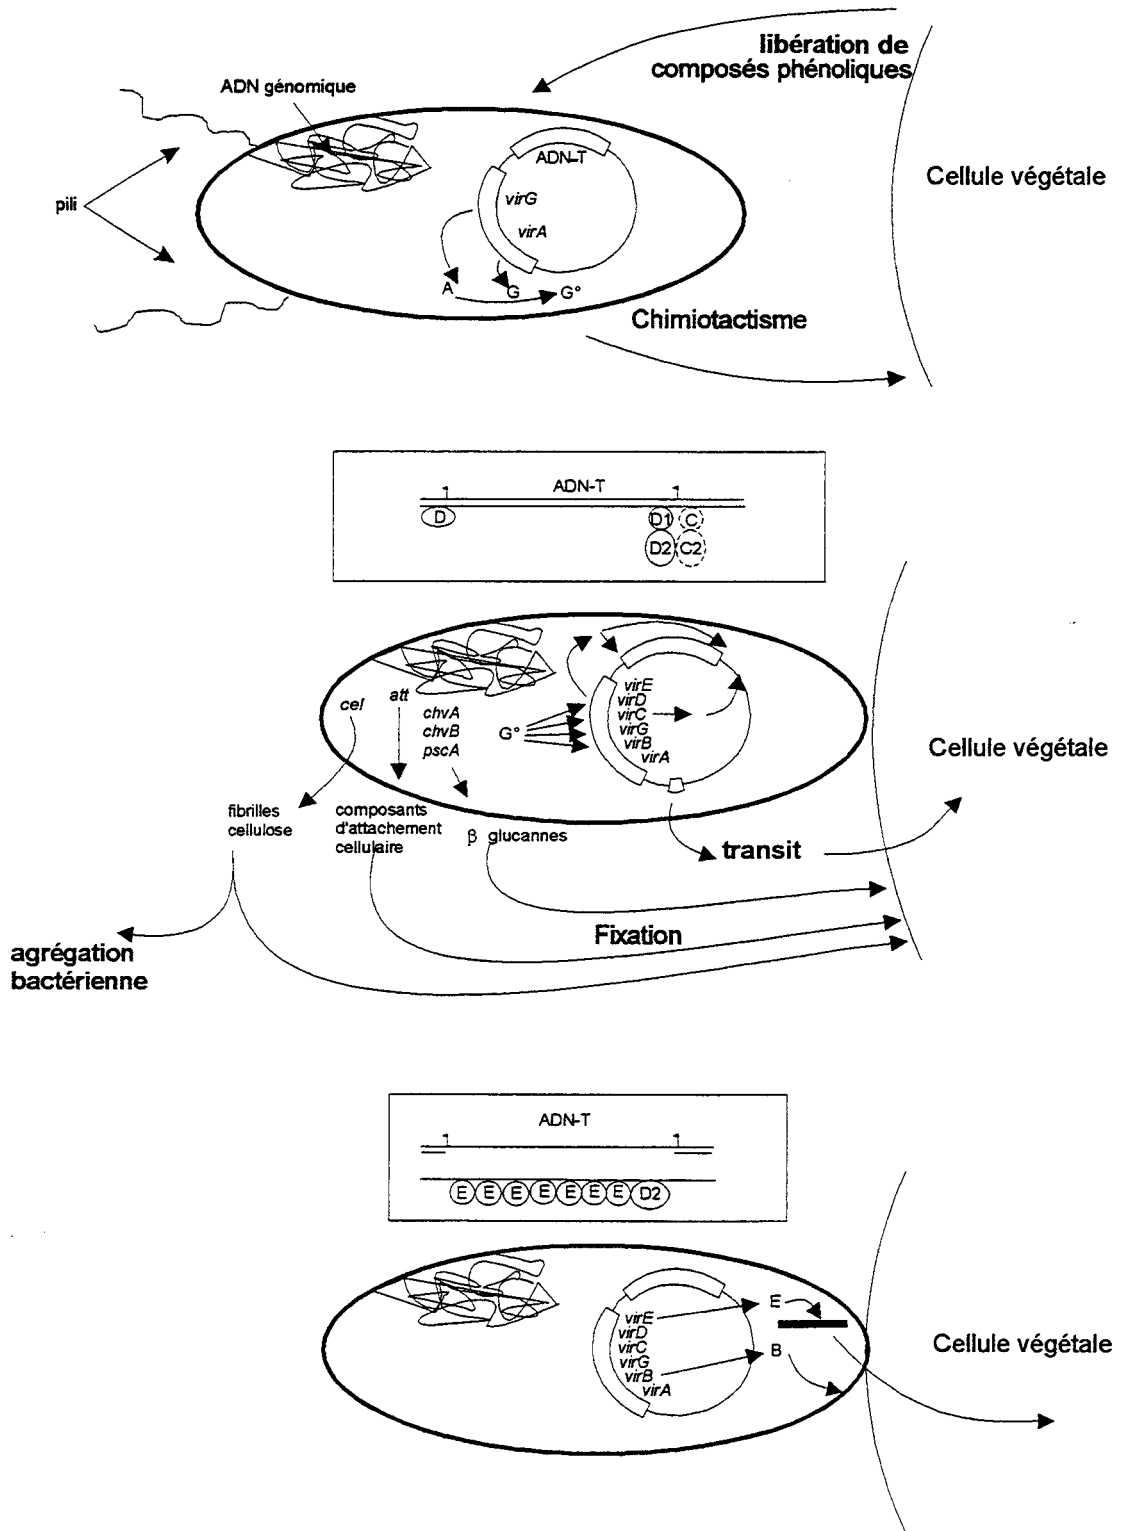 libération de
composés phénoliques
ADN génomique
ADN-T
Cellule végétale
pili
virG
virA
A
G
G°
Chimiotactisme
ADN-T
D
D1
C
D2
C2
virE
virD
virC
virG
virB
virA
cel
att
chvA
chvB
pscA
G°
Cellule végétale
fibrilles
cellulose
composants
d'attachement
cellulaire
β glucannes
transit
Fixation
agrégation
bactérienne
ADN-T
E E E E E E E D2
virE
virD
virC
virG
virB
virA
E
B
Cellule végétale